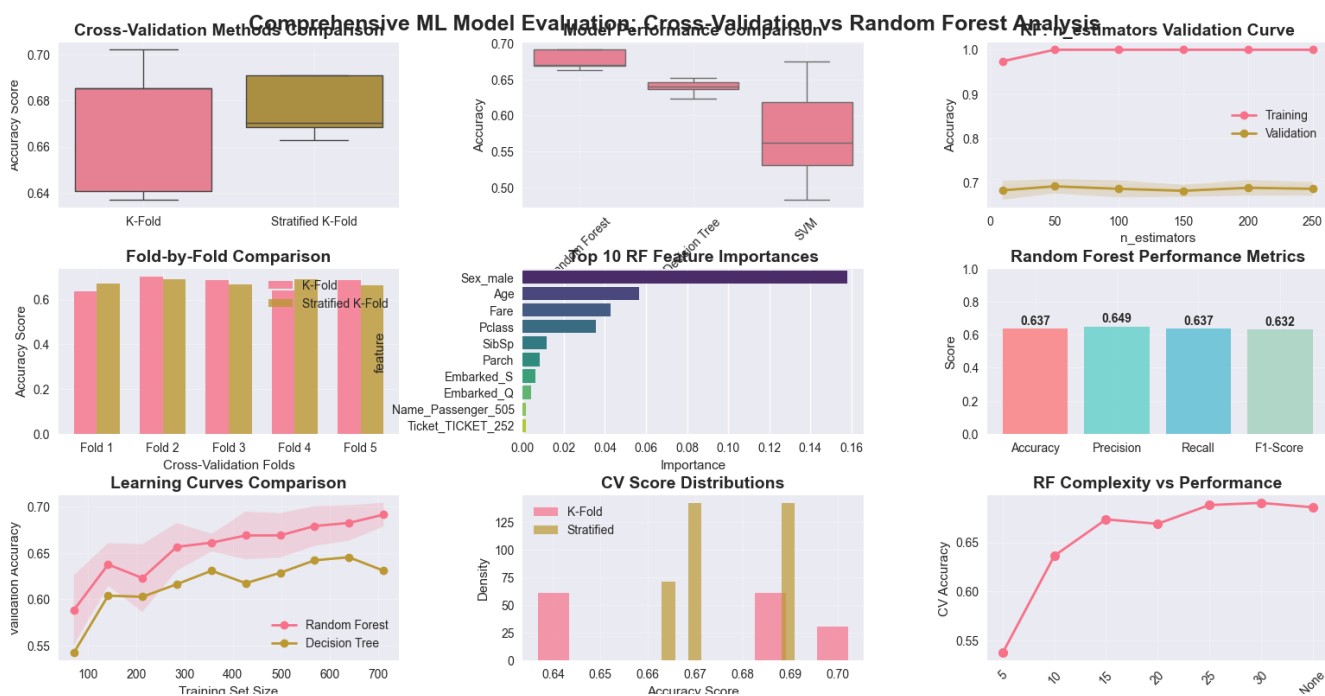 Comprehensive ML Model Evaluation: Cross-Validation vs Random Forest Analysis
Cross-Validation Methods Comparison
Accuracy Score
0.70
0.68
0.66
0.64
K-Fold
Stratified K-Fold
Model Performance Comparison
Accuracy
0.70
0.65
0.60
0.55
0.50
Random Forest
Decision Tree
SVM
RF: n_estimators Validation Curve
Accuracy
1.0
0.9
0.8
0.7
Training
Validation
0
50
100
150
200
250
n_estimators
Fold-by-Fold Comparison
Accuracy Score
0.6
0.4
0.2
0.0
K-Fold
Stratified K-Fold
Fold 1
Fold 2
Fold 3
Fold 4
Fold 5
Cross-Validation Folds
Top 10 RF Feature Importances
feature
Sex_male
Age
Fare
Pclass
SibSp
Parch
Embarked_S
Embarked_Q
Name_Passenger_505
Ticket_TICKET_252
0.00
0.02
0.04
0.06
0.08
0.10
0.12
0.14
0.16
Importance
Random Forest Performance Metrics
Score
1.0
0.8
0.6
0.4
0.2
0.0
0.637
0.649
0.637
0.632
Accuracy
Precision
Recall
F1-Score
Learning Curves Comparison
Validation Accuracy
0.70
0.65
0.60
0.55
Random Forest
Decision Tree
100
200
300
400
500
600
700
Training Set Size
CV Score Distributions
Density
125
100
75
50
25
0
K-Fold
Stratified
0.64
0.65
0.66
0.67
0.68
0.69
0.70
Accuracy Score
RF Complexity vs Performance
CV Accuracy
0.65
0.60
0.55
5
10
15
20
25
30
None